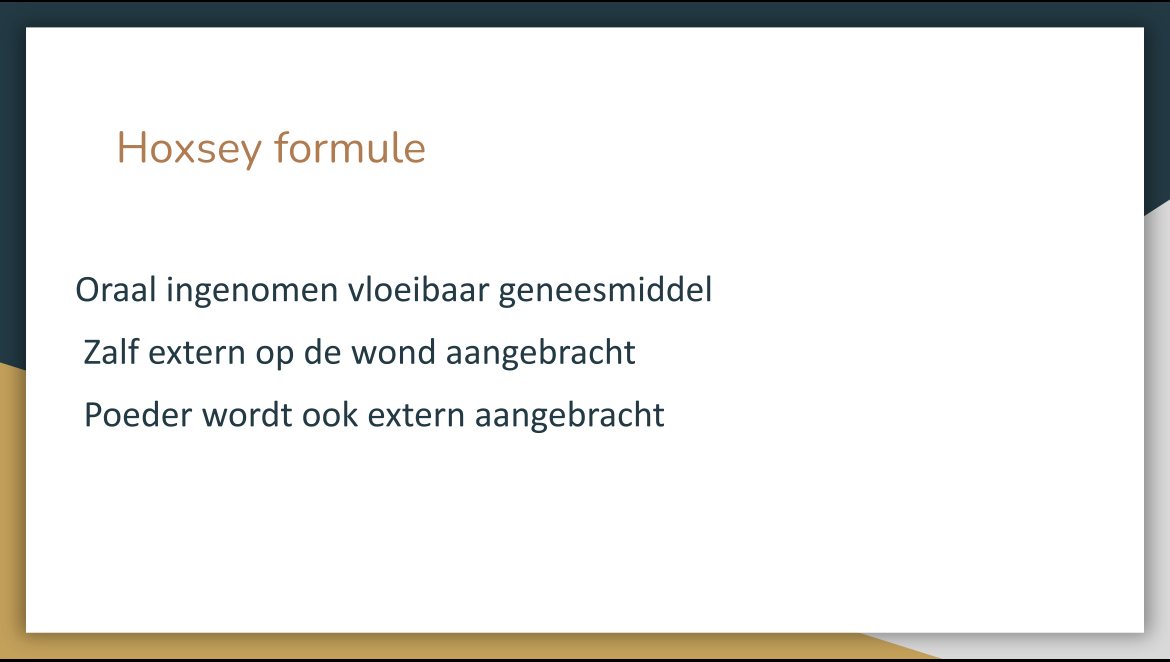 Hoxsey formule
Oraal ingenomen vloeibaar geneesmiddel
Zalf extern op de wond aangebracht
Poeder wordt ook extern aangebracht